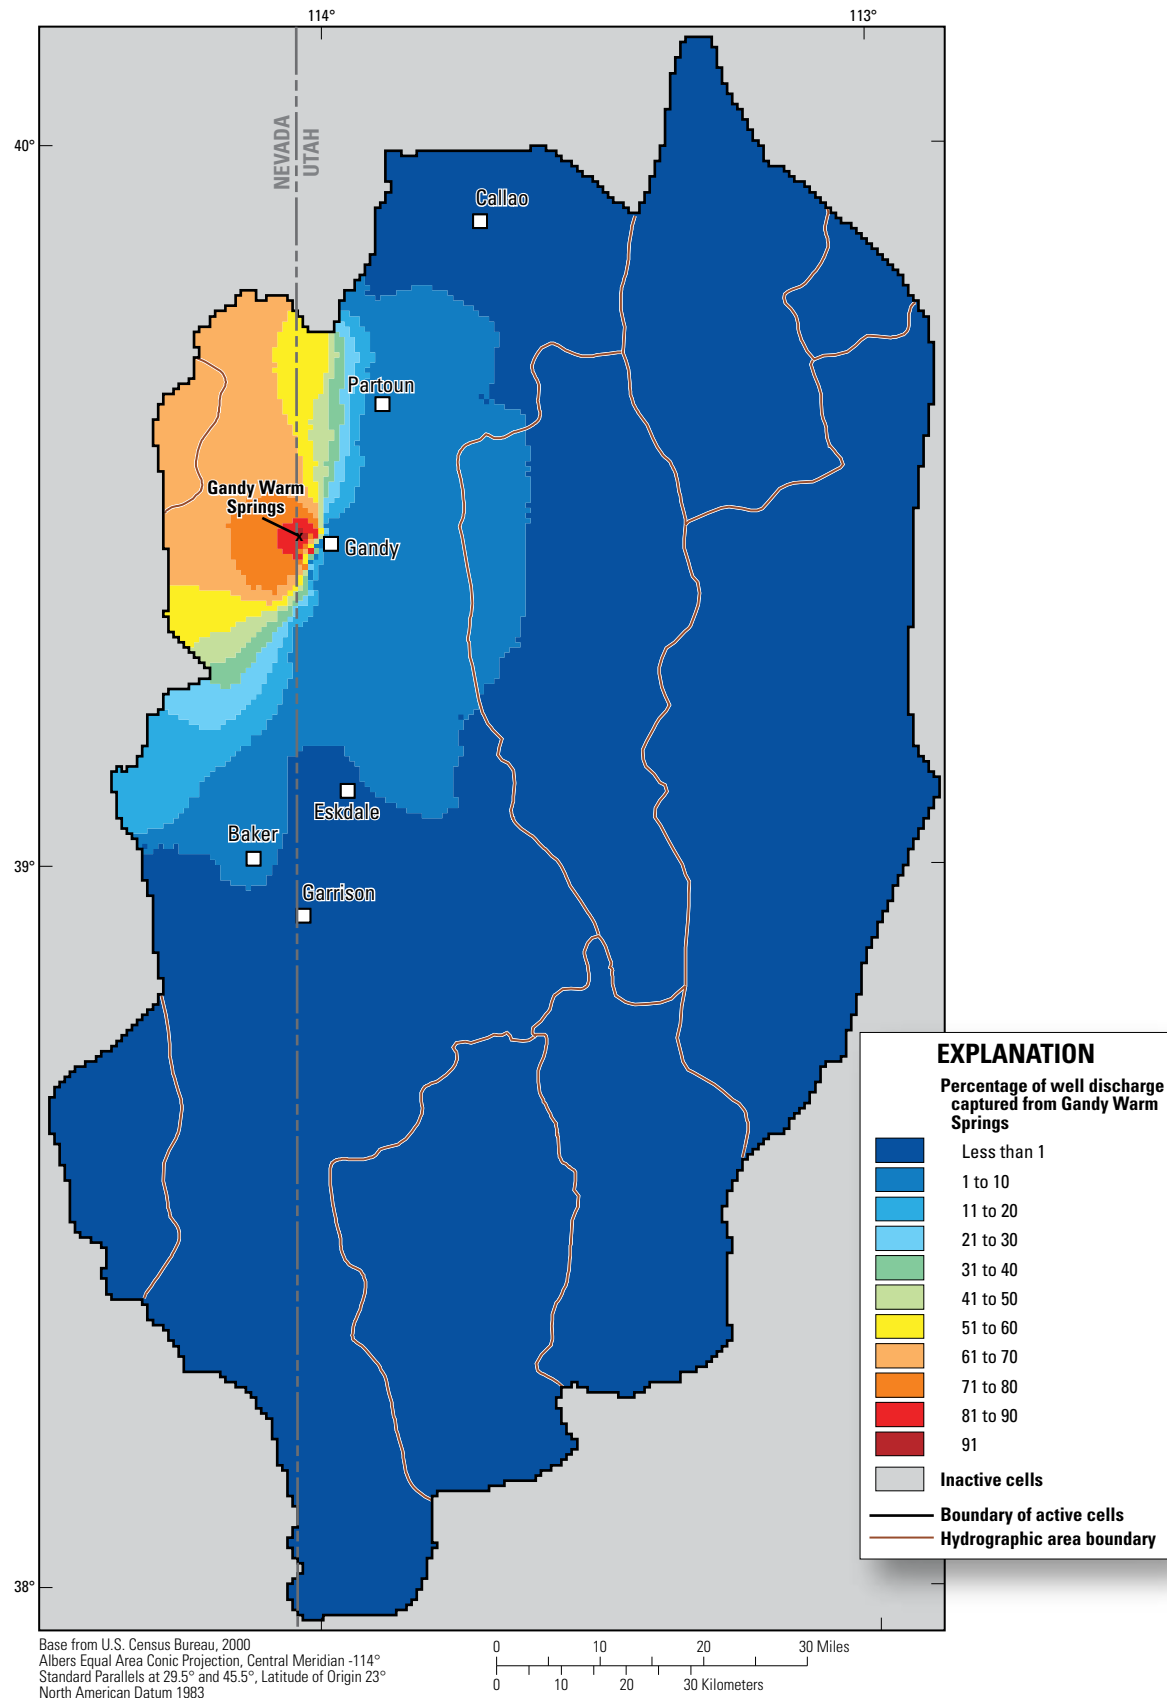 114°
113°
NEVADA
UTAH
40°
Callao
Partoun
Gandy Warm
Springs
Gandy
Eskdale
Baker
39°
Garrison
EXPLANATION
Percentage of well discharge
captured from Gandy Warm
Springs
Less than 1
1 to 10
11 to 20
21 to 30
31 to 40
41 to 50
51 to 60
61 to 70
71 to 80
81 to 90
91
Inactive cells
Boundary of active cells
Hydrographic area boundary
38°
Base from U.S. Census Bureau, 2000
Albers Equal Area Conic Projection, Central Meridian -114°
Standard Parallels at 29.5° and 45.5°, Latitude of Origin 23°
North American Datum 1983
0 10 20 30 Miles
0 10 20 30 Kilometers